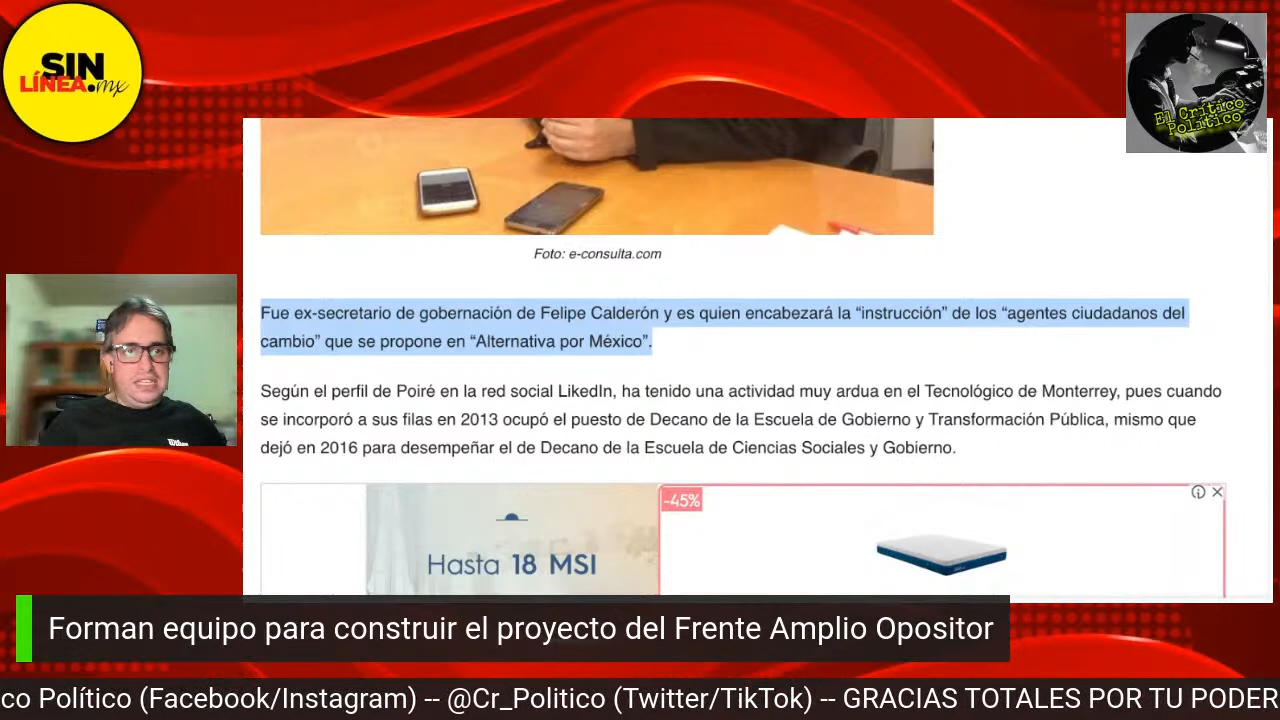 SIN
LÍNEA.mx
El Crítico
Político
Foto: e-consulta.com
Fue ex-secretario de gobernación de Felipe Calderón y es quien encabezará la “instrucción” de los “agentes ciudadanos del
cambio” que se propone en “Alternativa por México”.
Según el perfil de Poiré en la red social LikedIn, ha tenido una actividad muy ardua en el Tecnológico de Monterrey, pues cuando
se incorporó a sus filas en 2013 ocupó el puesto de Decano de la Escuela de Gobierno y Transformación Pública, mismo que
dejó en 2016 para desempeñar el de Decano de la Escuela de Ciencias Sociales y Gobierno.
-45%
Hasta 18 MSI
Forman equipo para construir el proyecto del Frente Amplio Opositor
co Político (Facebook/Instagram) -- @Cr_Politico (Twitter/TikTok) -- GRACIAS TOTALES POR TU PODER